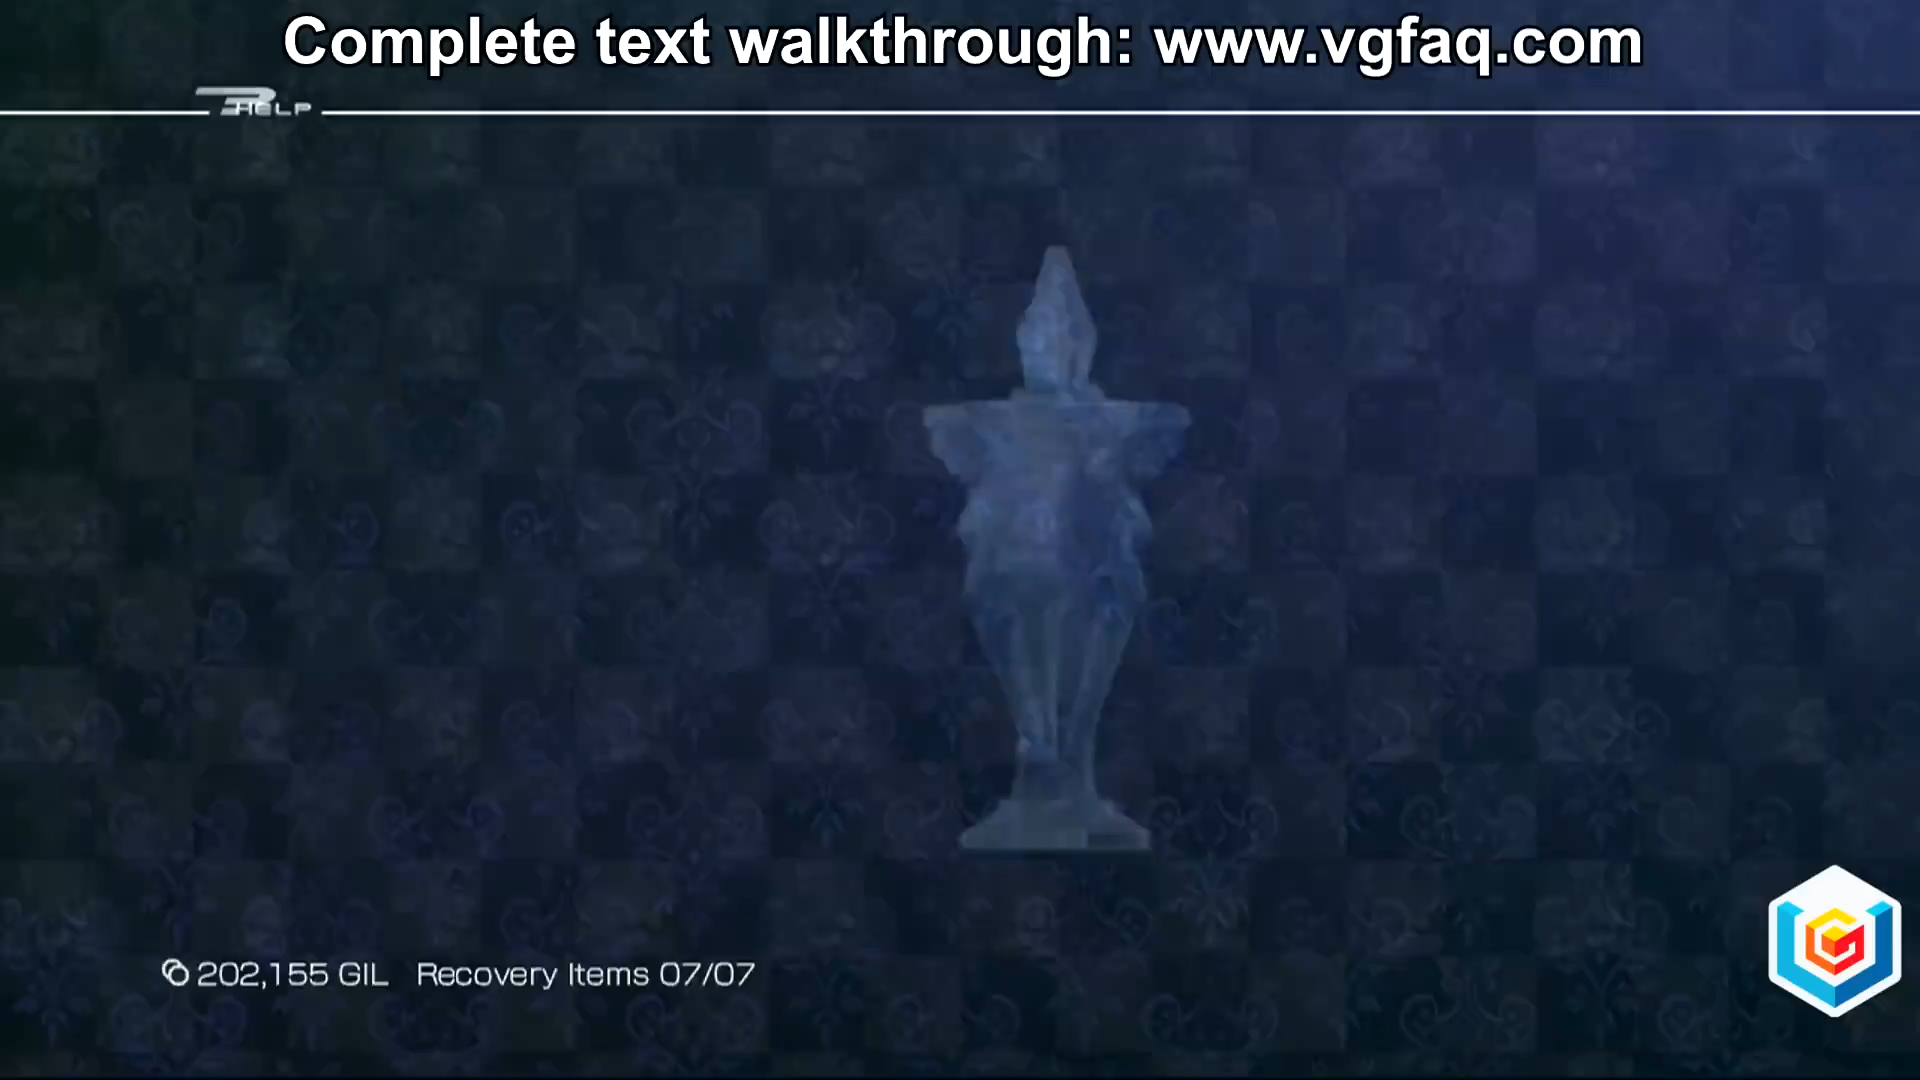 Complete text walkthrough: www.vgfaq.com
HELP
202,155 GIL Recovery Items 07/07